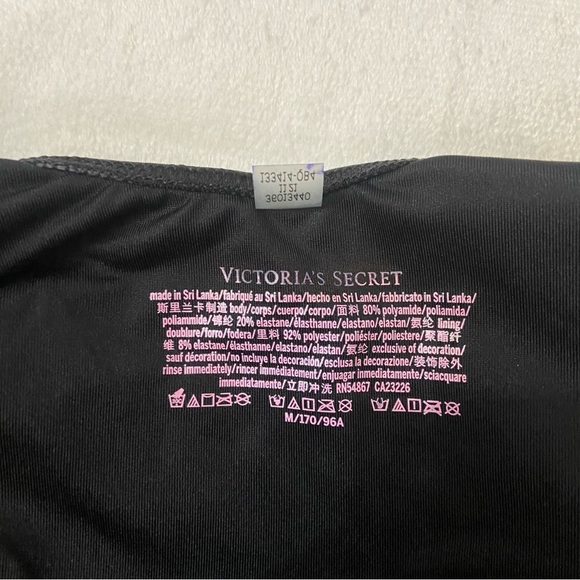 133414-OB4
11 21
36013440
VICTORIA'S SECRET
made in Sri Lanka/fabriqué au Sri Lanka/hecho en Sri Lanka/fabbricato in Sri Lanka/
斯里兰卡制造 body/corps/cuerpo/corpo/面料 80% polyamide/poliamida/
poliammide/锦纶 20% elastane/élasthanne/elastano/elastan/氨纶 lining/
doublure/forro/fodera/里料 92% polyester/poliéster/poliestere/聚酯纤
维 8% elastane/élasthanne/elastano/elastan/氨纶 exclusive of decoration/
sauf décoration/no incluye la decoración/esclusa la decorazione/装饰除外
rinse immediately/rincer immédiatement/enjuagar inmediatamente/sciacquare
immediatamente/立即冲洗 RN54867 CA23226
M/170/96A